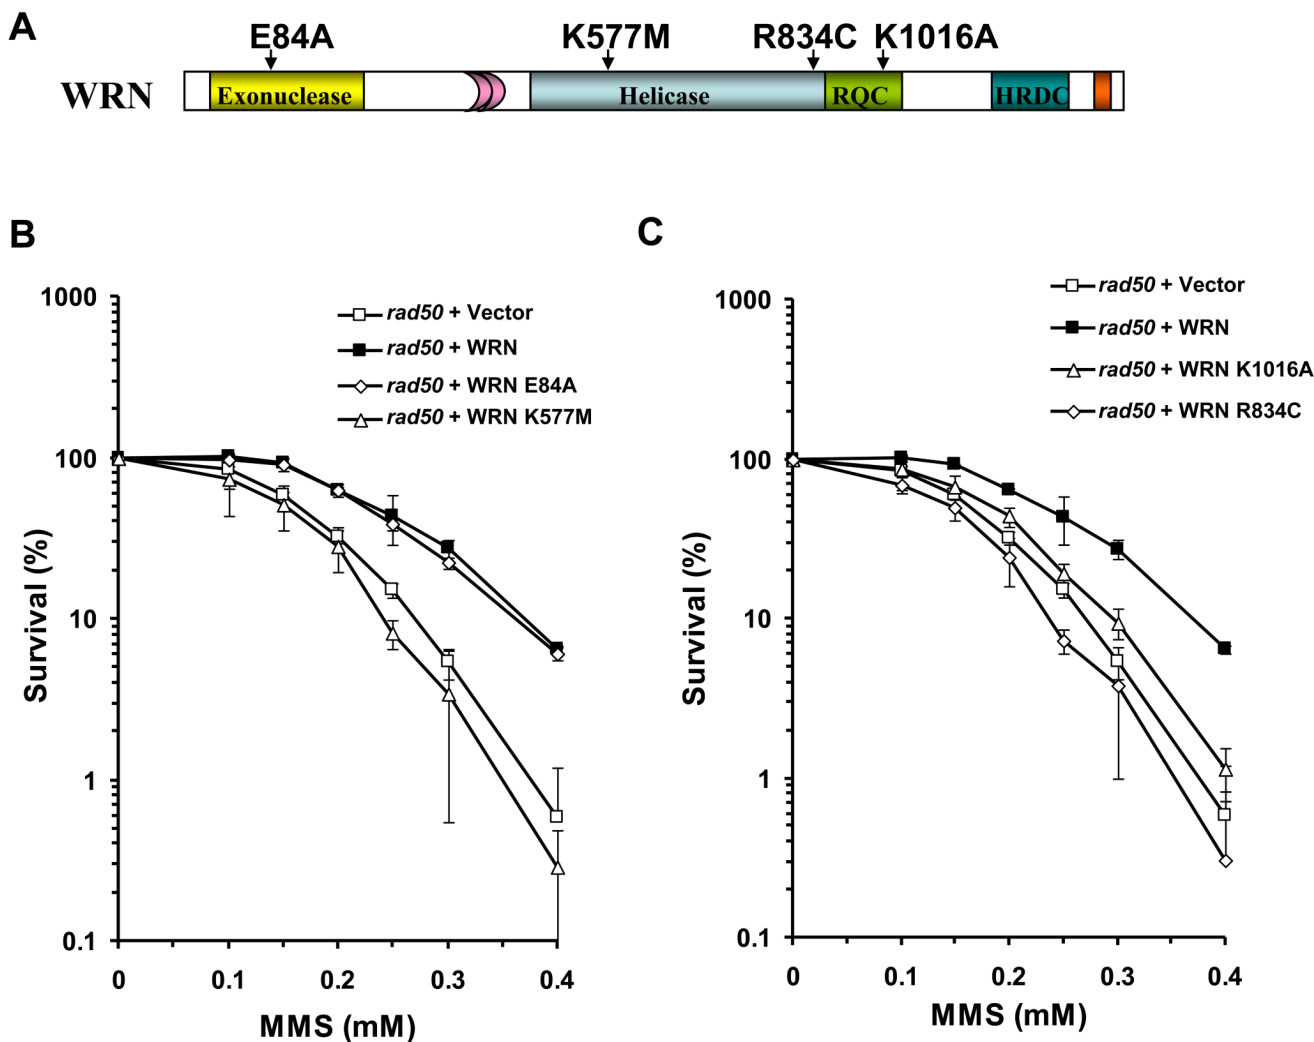 A
E84A K577M R834C K1016A
WRN Exonuclease Helicase RQC HRDC
B
1000
100
10
1
0.1
Survival (%)
0 0.1 0.2 0.3 0.4
MMS (mM)
rad50 + Vector
rad50 + WRN
rad50 + WRN E84A
rad50 + WRN K577M
C
1000
100
10
1
0.1
Survival (%)
0 0.1 0.2 0.3 0.4
MMS (mM)
rad50 + Vector
rad50 + WRN
rad50 + WRN K1016A
rad50 + WRN R834C